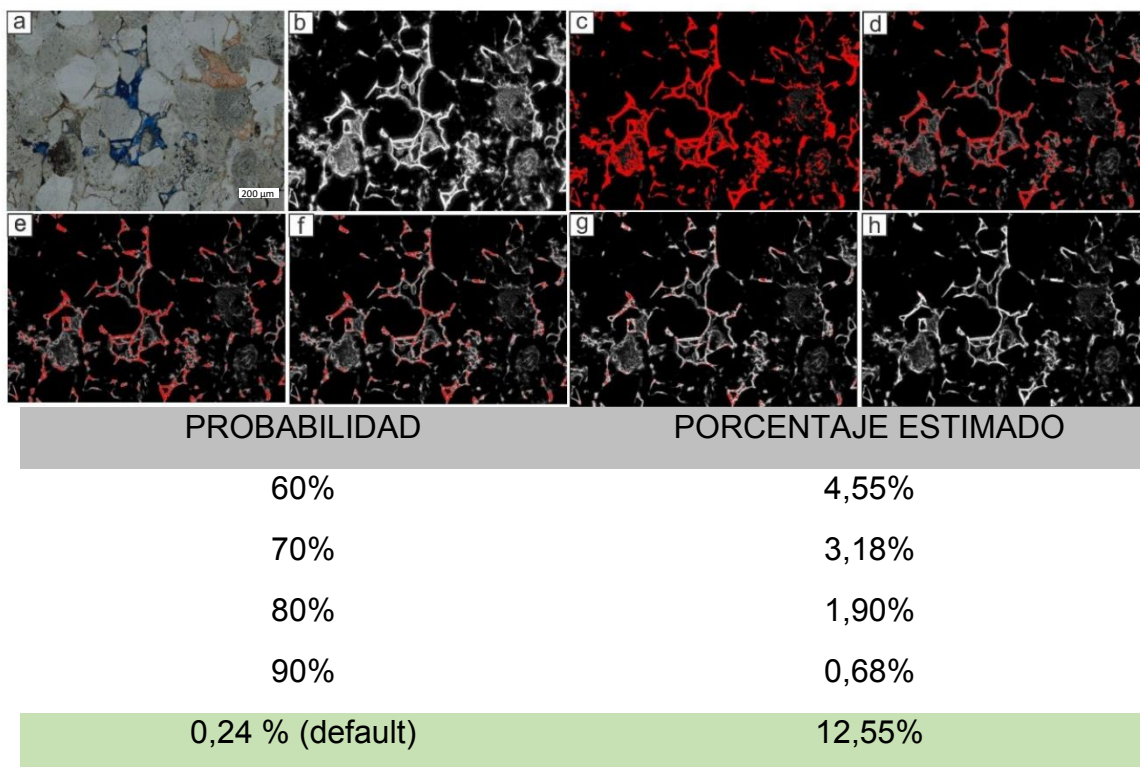 a b c d
200 µm
e f g h
PROBABILIDAD PORCENTAJE ESTIMADO
60% 4,55%
70% 3,18%
80% 1,90%
90% 0,68%
0,24 % (default) 12,55%